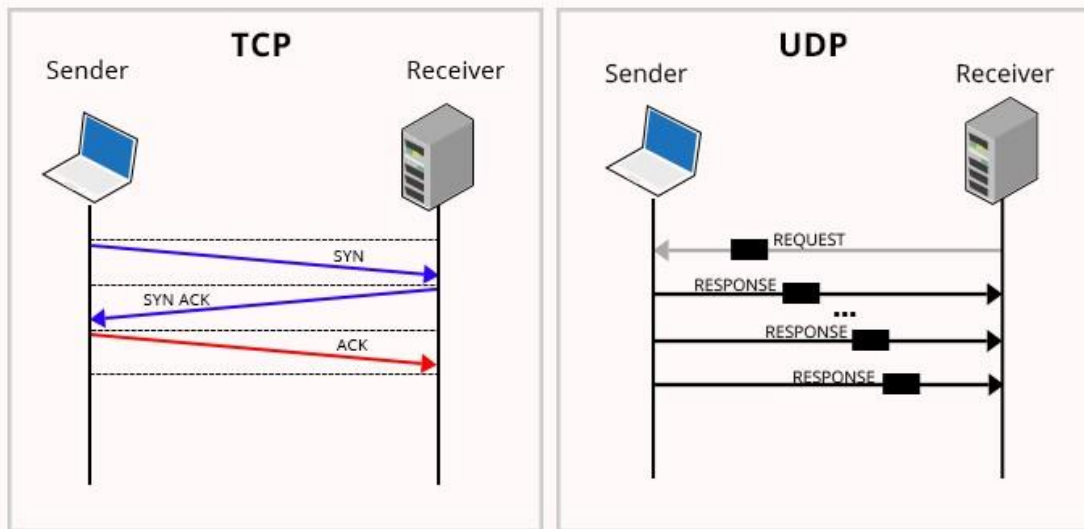 TCP
Sender
Receiver
SYN
SYN ACK
ACK
UDP
Sender
Receiver
REQUEST
RESPONSE
...
RESPONSE
RESPONSE